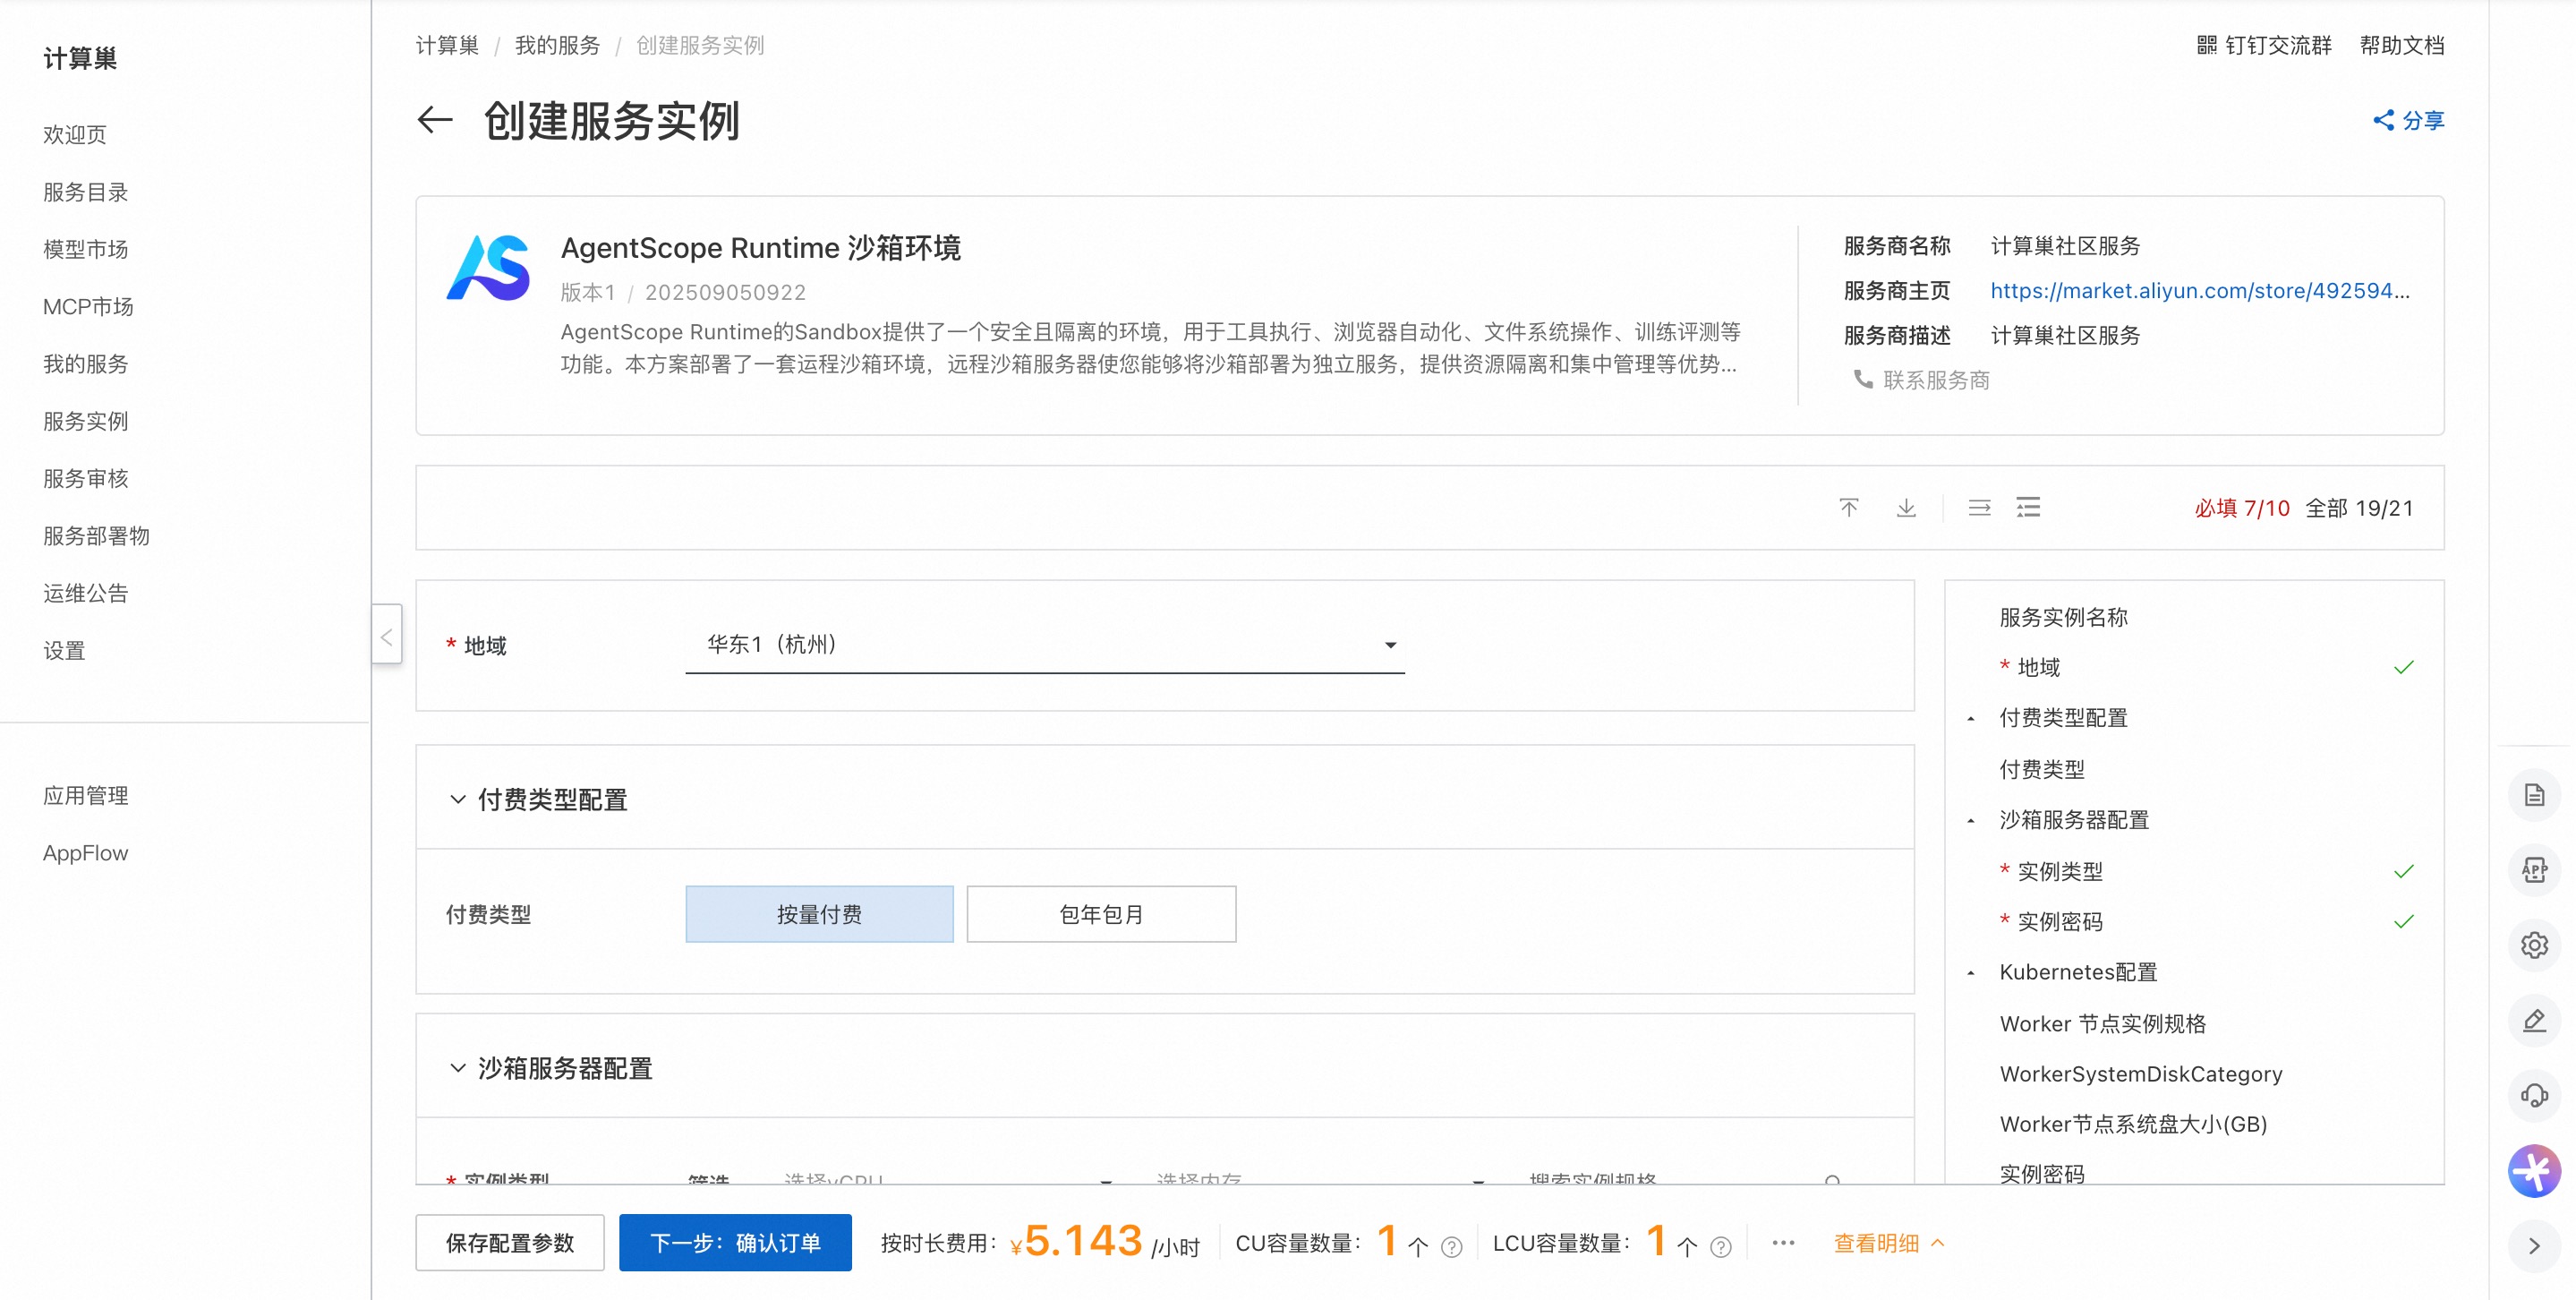 计算巢
欢迎页
服务目录
模型市场
MCP市场
我的服务
服务实例
服务审核
服务部署物
运维公告
设置
应用管理
AppFlow
计算巢 / 我的服务 / 创建服务实例
钉钉交流群 帮助文档
创建服务实例
分享
AgentScope Runtime 沙箱环境
版本1 / 202509050922
AgentScope Runtime的Sandbox提供了一个安全且隔离的环境，用于工具执行、浏览器自动化、文件系统操作、训练评测等
功能。本方案部署了一套运程沙箱环境，远程沙箱服务器使您能够将沙箱部署为独立服务，提供资源隔离和集中管理等优势...
服务商名称 计算巢社区服务
服务商主页 https://market.aliyun.com/store/492594...
服务商描述 计算巢社区服务
联系服务商
必填 7/10 全部 19/21
* 地域 华东1（杭州）
付费类型配置
付费类型 按量付费 包年包月
沙箱服务器配置
* 实例类型 筛选 选择vCPU 选择内存 搜索实例规格
服务实例名称
* 地域
付费类型配置
付费类型
沙箱服务器配置
* 实例类型
* 实例密码
Kubernetes配置
Worker 节点实例规格
WorkerSystemDiskCategory
Worker节点系统盘大小(GB)
实例密码
保存配置参数 下一步：确认订单 按时长费用： ¥5.143 /小时 CU容量数量： 1 个 LCU容量数量： 1 个 ··· 查看明细
APP